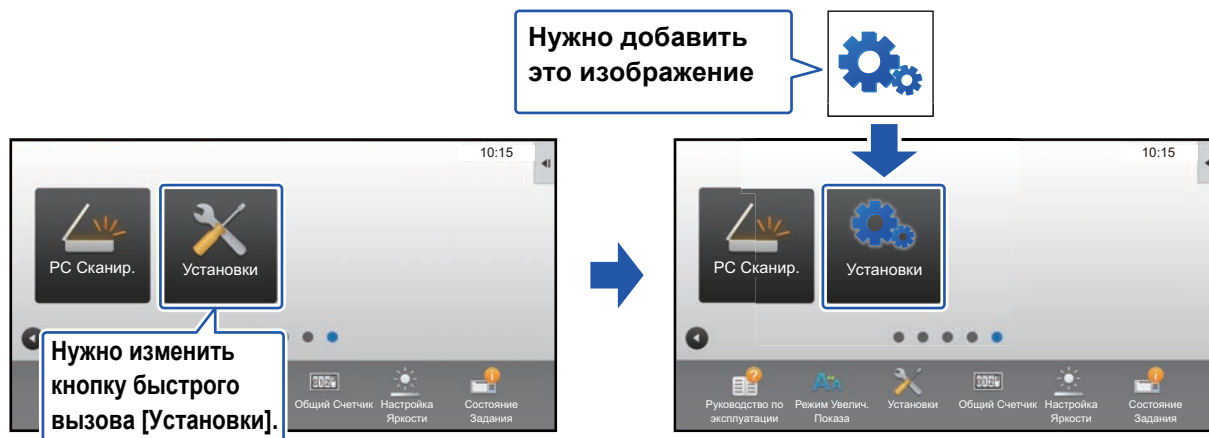 Нужно добавить
это изображение
10:15
PC Сканир.
Установки
Нужно изменить
кнопку быстрого
вызова [Установки].
Общий Счетчик
Настройка
Яркости
Состояние
Задания
10:15
PC Сканир.
Установки
Руководство по
эксплуатации
Режим Увелич.
Показа
Установки
Общий Счетчик
Настройка
Яркости
Состояние
Задания